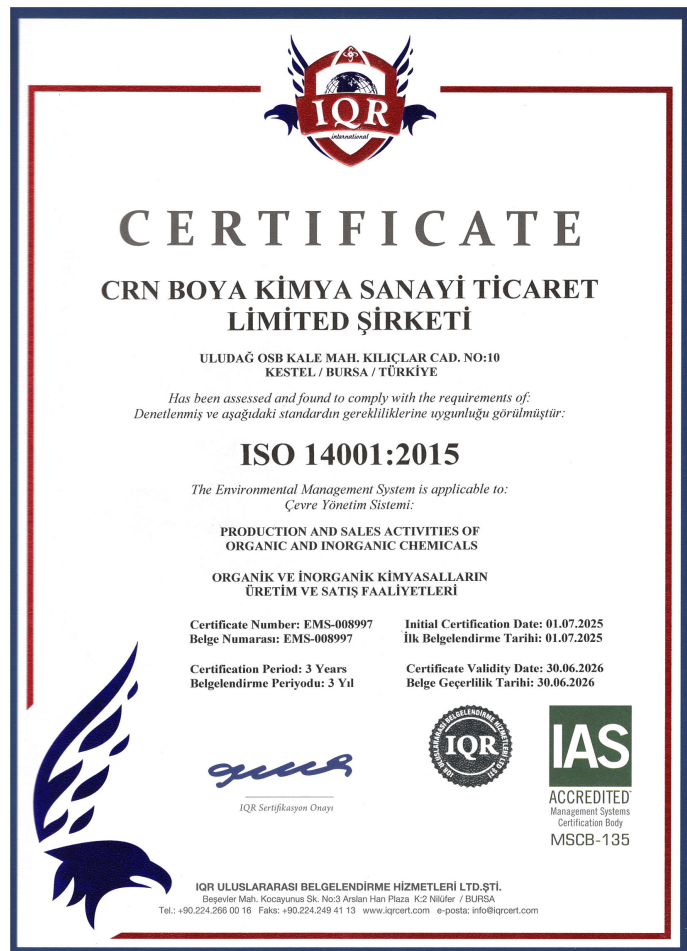 IQR
international
CERTIFICATE
CRN BOYA KİMYA SANAYİ TİCARET
LİMİTED ŞİRKETİ
ULUDAĞ OSB KALE MAH. KILIÇLAR CAD. NO:10
KESTEL / BURSA / TÜRKİYE
Has been assessed and found to comply with the requirements of:
Denetlenmiş ve aşağıdaki standardın gerekliliklerine uygunluğu görülmüştür:
ISO 14001:2015
The Environmental Management System is applicable to:
Çevre Yönetim Sistemi:
PRODUCTION AND SALES ACTIVITIES OF
ORGANIC AND INORGANIC CHEMICALS
ORGANİK VE İNORGANİK KİMYASALLARIN
ÜRETİM VE SATIŞ FAALİYETLERİ
Certificate Number: EMS-008997 Initial Certification Date: 01.07.2025
Belge Numarası: EMS-008997 İlk Belgelendirme Tarihi: 01.07.2025
Certification Period: 3 Years Certificate Validity Date: 30.06.2026
Belgelendirme Periyodu: 3 Yıl Belge Geçerlilik Tarihi: 30.06.2026
IQR Sertifikasyon Onayı
IQR ULUSLARARASI BELGELENDİRME HİZMETLERİ LTD ŞTİ
IQR
IAS
ACCREDITED
Management Systems
Certification Body
MSCB-135
IQR ULUSLARARASI BELGELENDİRME HİZMETLERİ LTD.ŞTİ.
Beşevler Mah. Kocayunus Sk. No:3 Arslan Han Plaza K:2 Nilüfer / BURSA
Tel.: +90.224.266 00 16 Faks: +90.224.249 41 13 www.iqrcert.com e-posta: info@iqrcert.com